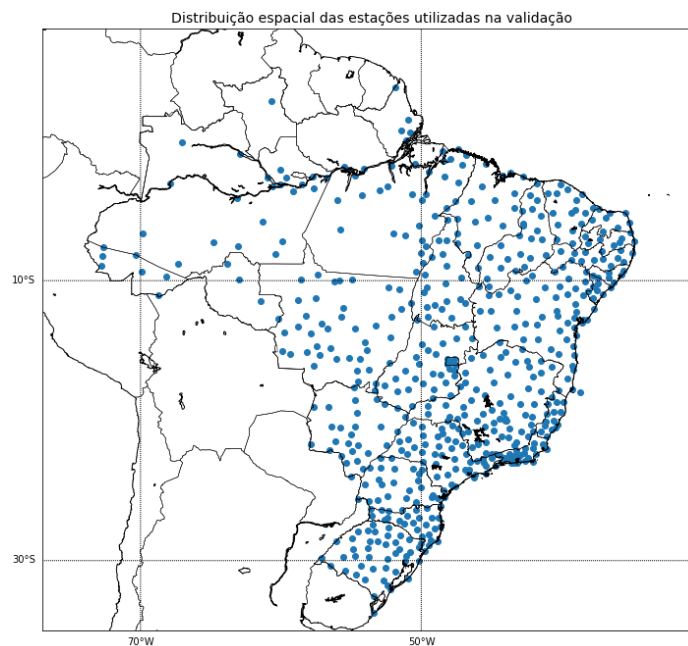 Distribuição espacial das estações utilizadas na validação
10°S
30°S
70°W
50°W